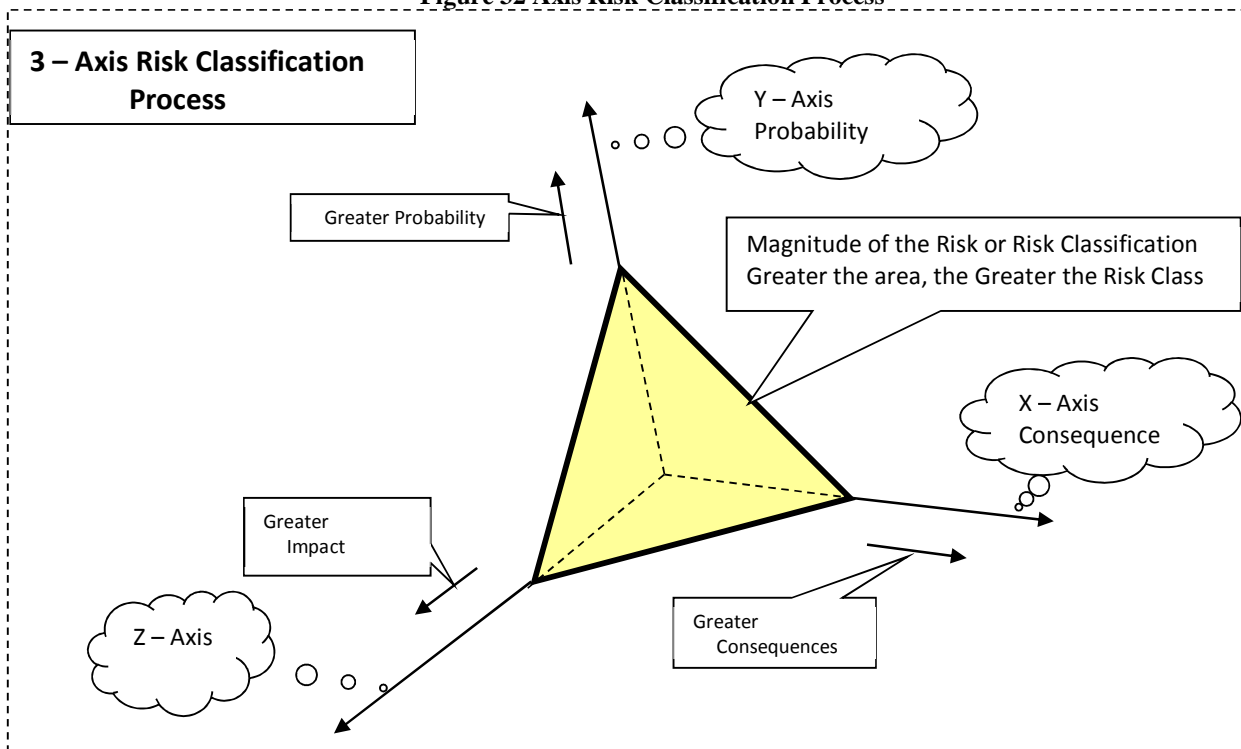 Figure 32 Axis Risk Classification Process
3 – Axis Risk Classification
Process
Y – Axis
Probability
Greater Probability
Magnitude of the Risk or Risk Classification
Greater the area, the Greater the Risk Class
X – Axis
Consequence
Greater
Impact
Z – Axis
Greater
Consequences